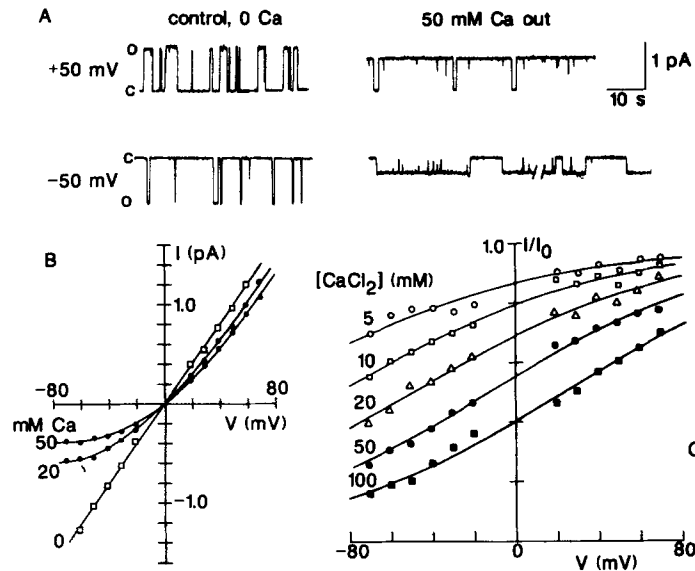 A
control, 0 Ca
50 mM Ca out
+50 mV
O
C
1 pA
10 s
-50 mV
C
O
B
I (pA)
1.0
-80
80
V (mV)
mM Ca
50
20
0
-1.0
1.0
I/I0
[CaCl2] (mM)
5
10
20
50
100
C
-80
0
80
V (mV)